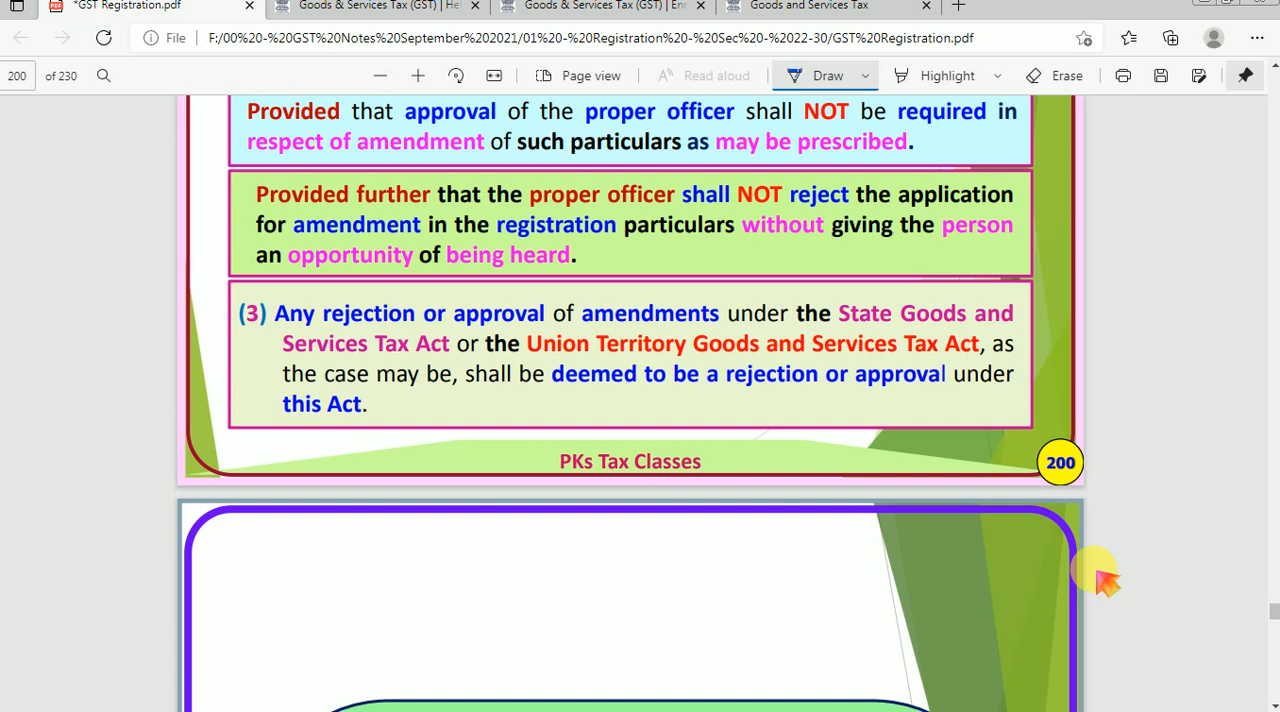 *GST Registration.pdf
Goods & Services Tax (GST) | He
Goods & Services Tax (GST) | Enr
Goods and Services Tax
File F:/00%20-%20GST%20Notes%20September%202021/01%20-%20Registration%20-%20Sec%20-%2022-30/GST%20Registration.pdf
200 of 230 Page view Read aloud Draw Highlight Erase
Provided that approval of the proper officer shall NOT be required in
respect of amendment of such particulars as may be prescribed.
Provided further that the proper officer shall NOT reject the application
for amendment in the registration particulars without giving the person
an opportunity of being heard.
(3) Any rejection or approval of amendments under the State Goods and
Services Tax Act or the Union Territory Goods and Services Tax Act, as
the case may be, shall be deemed to be a rejection or approval under
this Act.
PKs Tax Classes
200